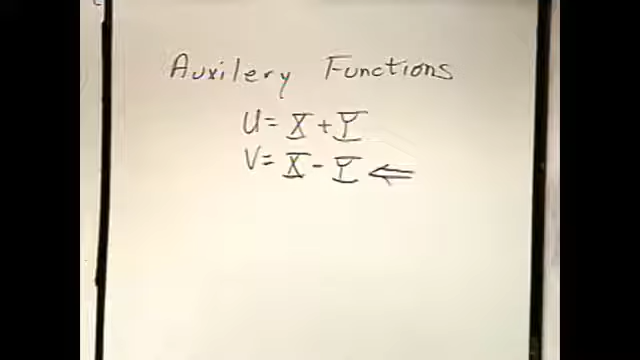 Auxilery Functions
U = X + Y
V = X - Y ⇐